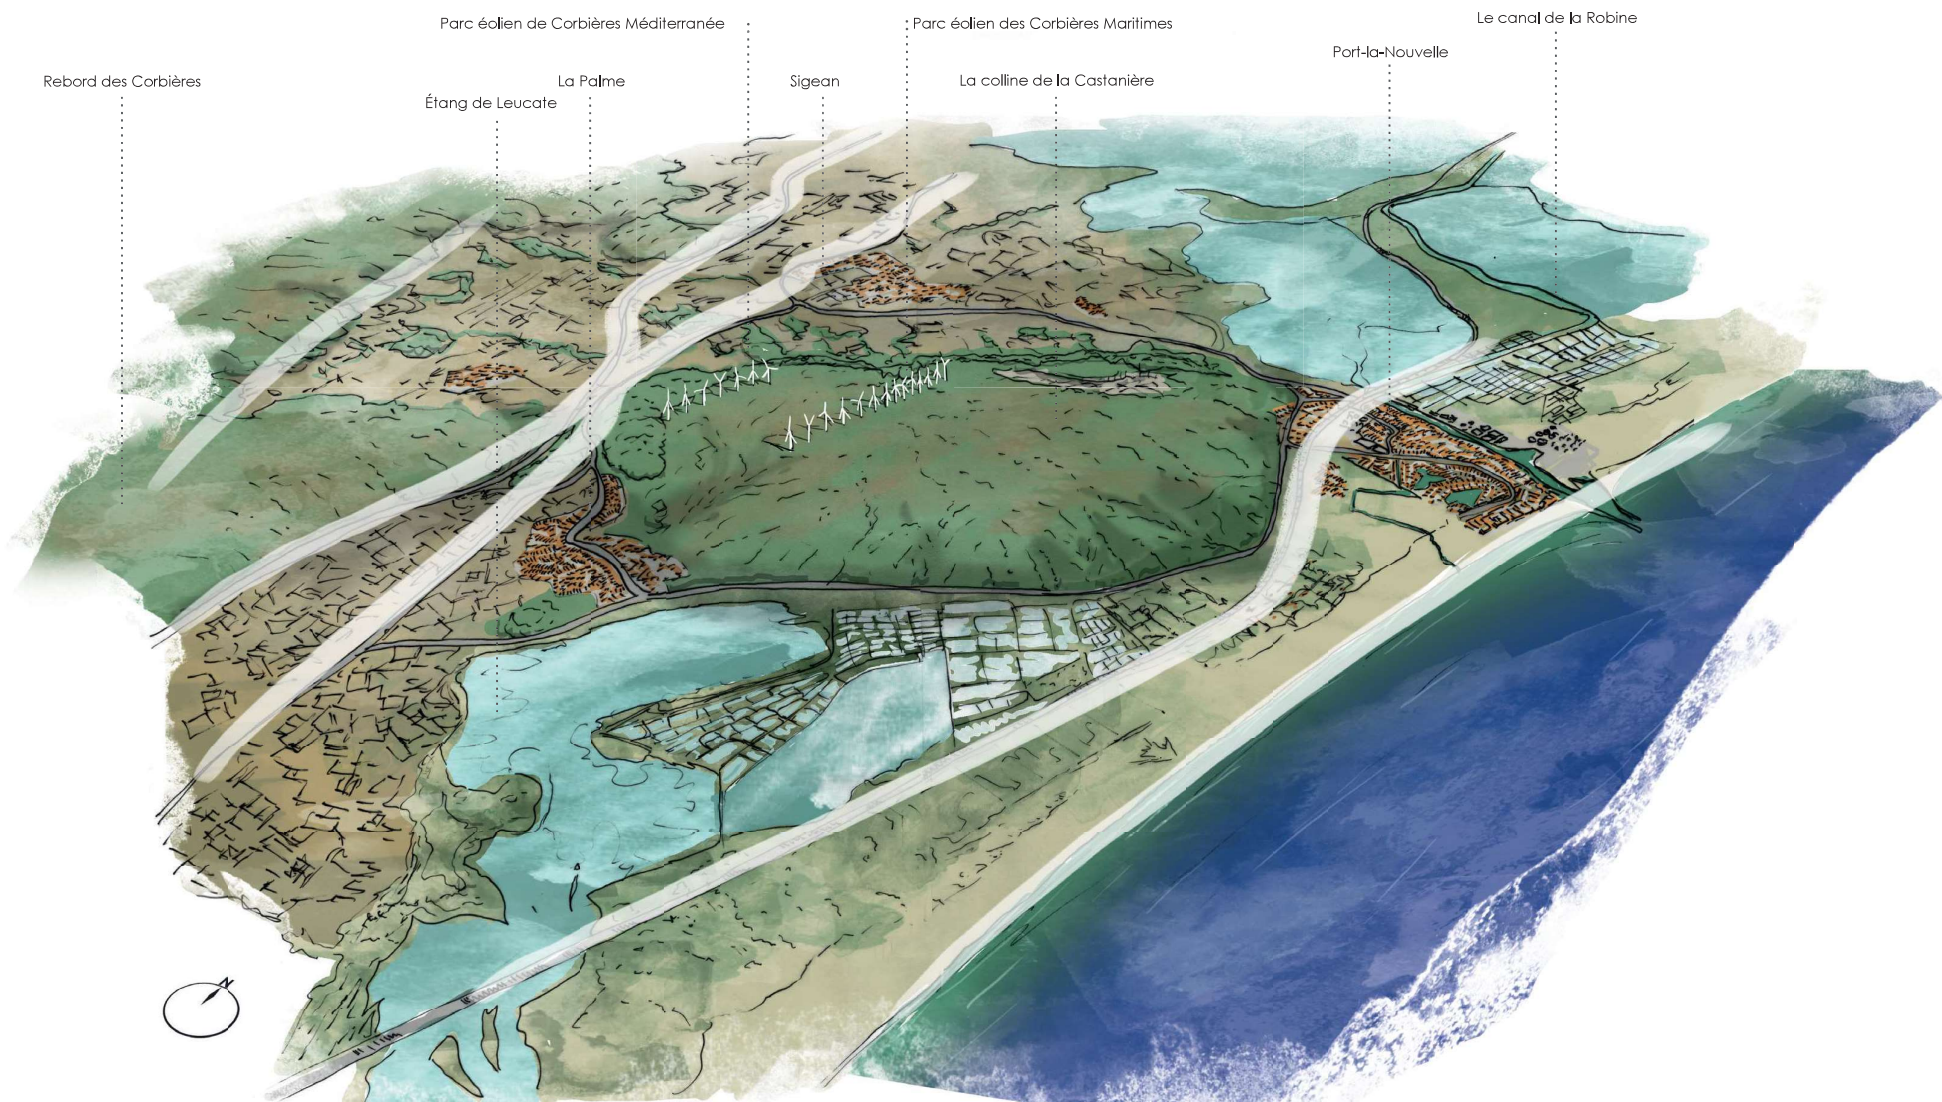 Parc éolien de Corbières Méditerranée
Parc éolien des Corbières Maritimes
Le canal de la Robine
Port-la-Nouvelle
Rebord des Corbières
La Palme
Sigean
La colline de la Castanière
Étang de Leucate
N